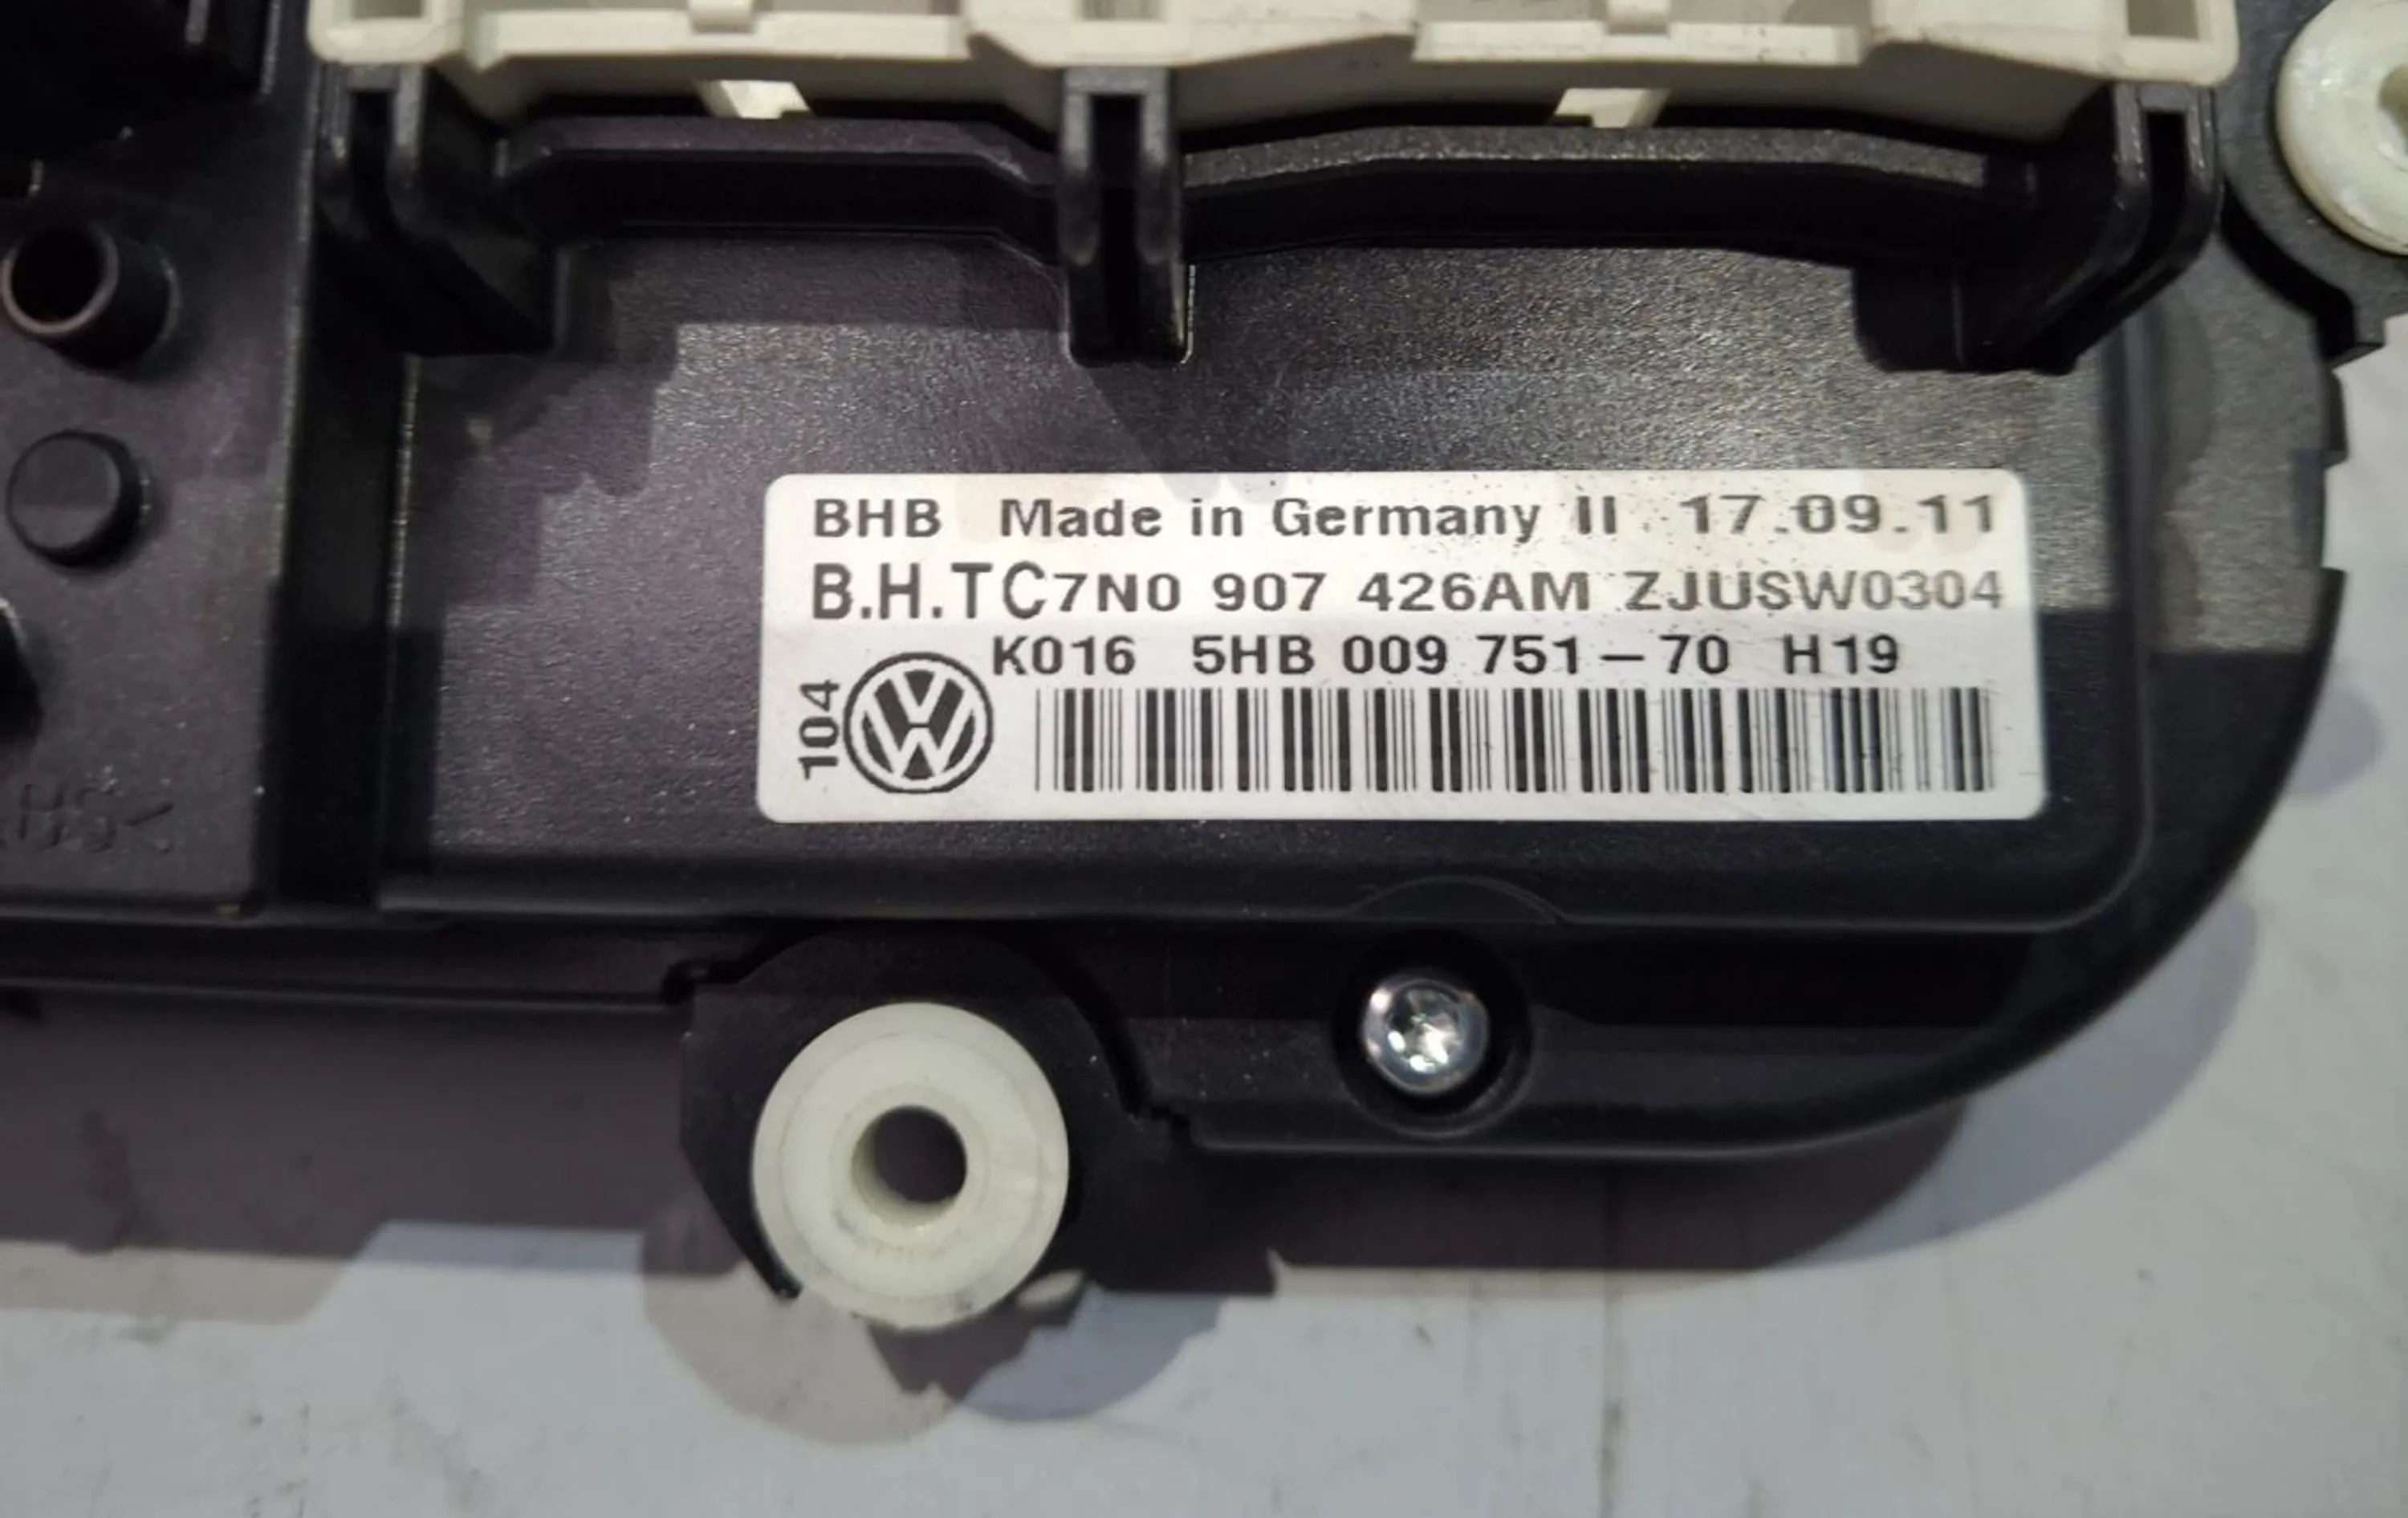 BHB Made in Germany II 17.09.11
B.H.TC7N0 907 426AM ZJUSW0304
K016 5HB 009 751-70 H19
104